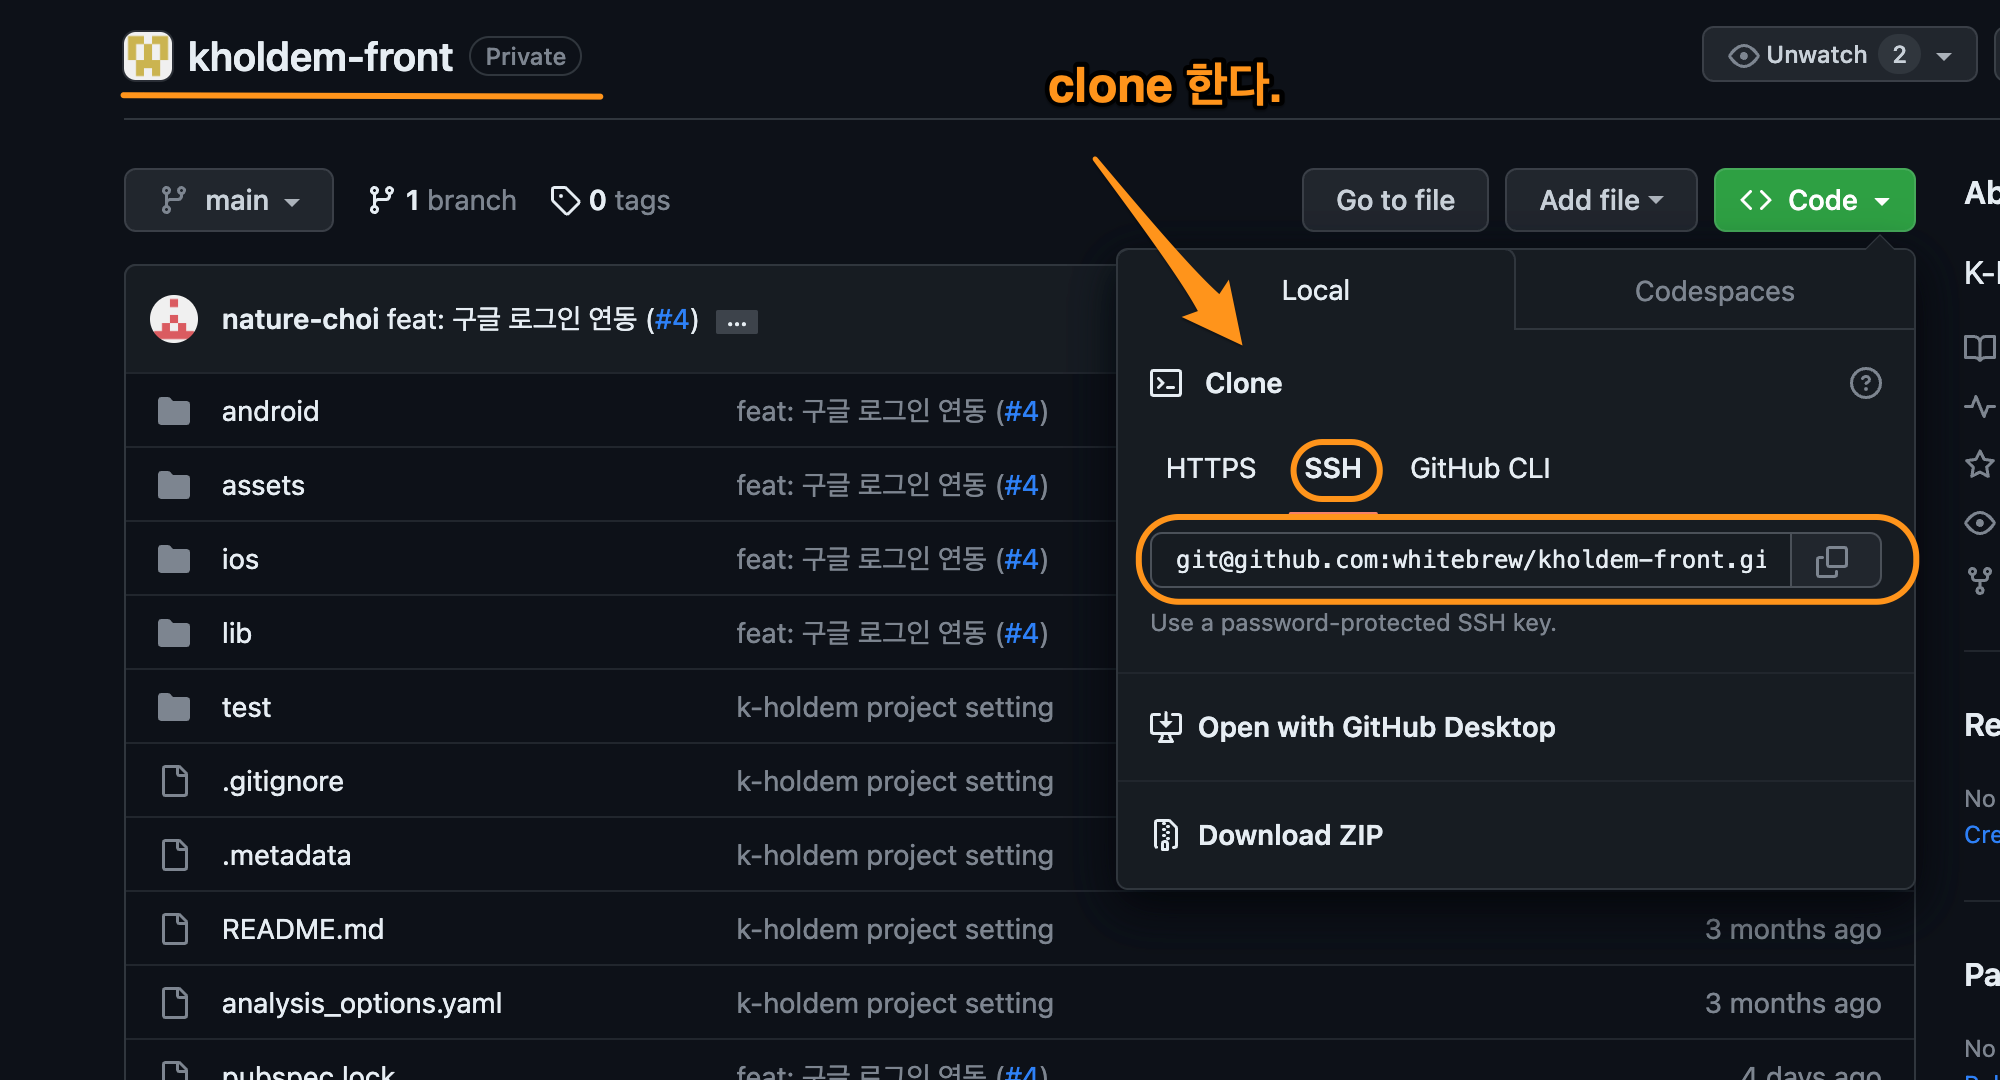 kholdem-front Private
clone 한다.
Unwatch 2
main 1 branch 0 tags
Go to file Add file Code
nature-choi feat: 구글 로그인 연동 (#4) ...
android feat: 구글 로그인 연동 (#4)
assets feat: 구글 로그인 연동 (#4)
ios feat: 구글 로그인 연동 (#4)
lib feat: 구글 로그인 연동 (#4)
test k-holdem project setting
.gitignore k-holdem project setting
.metadata k-holdem project setting
README.md k-holdem project setting 3 months ago
analysis_options.yaml k-holdem project setting 3 months ago
pubspec.lock feat: 구글 로그인 연동 (#4) 4 days ago
Local Codespaces
Clone
HTTPS SSH GitHub CLI
git@github.com:whitebrew/kholdem-front.gi
Use a password-protected SSH key.
Open with GitHub Desktop
Download ZIP
Ab
K-
Re
No
Cre
Pa
No